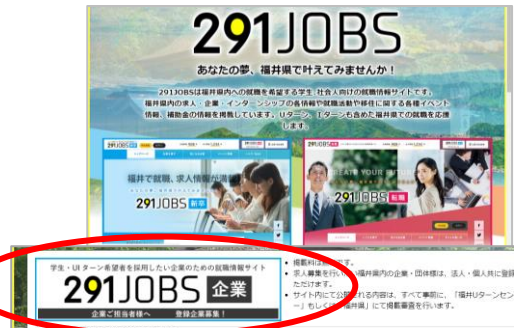 291JOBS
あなたの夢、福井県で叶えてみませんか！
291JOBSは福井県内への就職を希望する学生 社会人向けの就職情報サイトです。
福井県内の求人・企業・インターンシップの各情報や就職活動や移住に関する各種イベント
情報、補助金の情報を掲載しています。Uターン、Iターンも含めた福井県での就職を応援
します。
291JOBS 新卒
福井で就職、求人情報が満
291JOBS 新卒
291JOBS 転職
CREATE YOUR FUTURE
291JOBS 転職
学生・UIターン希望者を採用したい企業のための就職情報サイト
291JOBS 企業
企業ご担当者様へ 登録企業募集！
• 掲載料は
です。
• 求人募集を行い
福井県内の企業・団体様は、法人・個人共に登録
ただけます。
• サイト内にて公
される内容は、すべて事前に、「福井Uターンセン
ー」もしくは
福井県」にて掲載審査を行います。